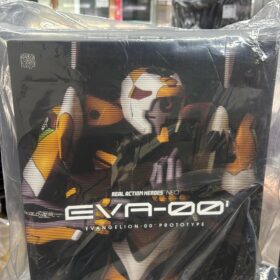 REAL ACTION HEROES NEO
EVA-00'
EVANGELION-00' PROTOTYPE